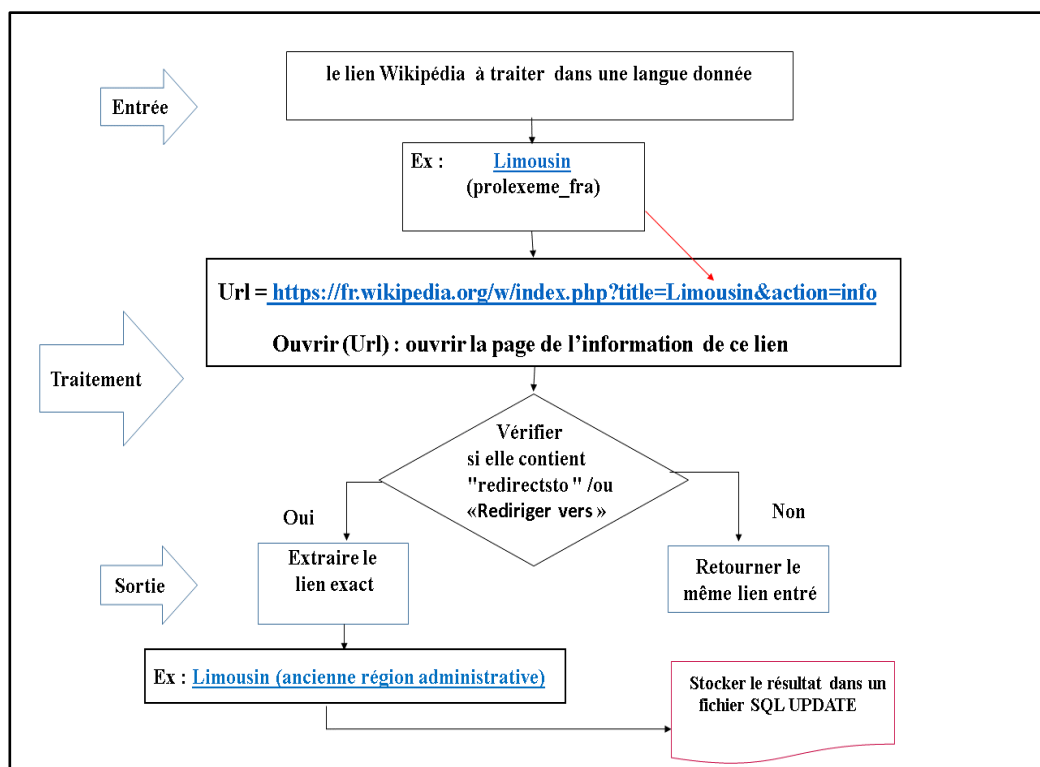 le lien Wikipédia à traiter dans une langue donnée
Entrée
Ex : Limousin
(prolexeme_fra)
Url = https://fr.wikipedia.org/w/index.php?title=Limousin&action=info
Ouvrir (Url) : ouvrir la page de l’information de ce lien
Traitement
Vérifier
si elle contient
"redirectsto" /ou
«Rediriger vers»
Oui
Non
Extraire le
lien exact
Retourner le
même lien entré
Sortie
Ex : Limousin (ancienne région administrative)
Stocker le résultat dans un
fichier SQL UPDATE